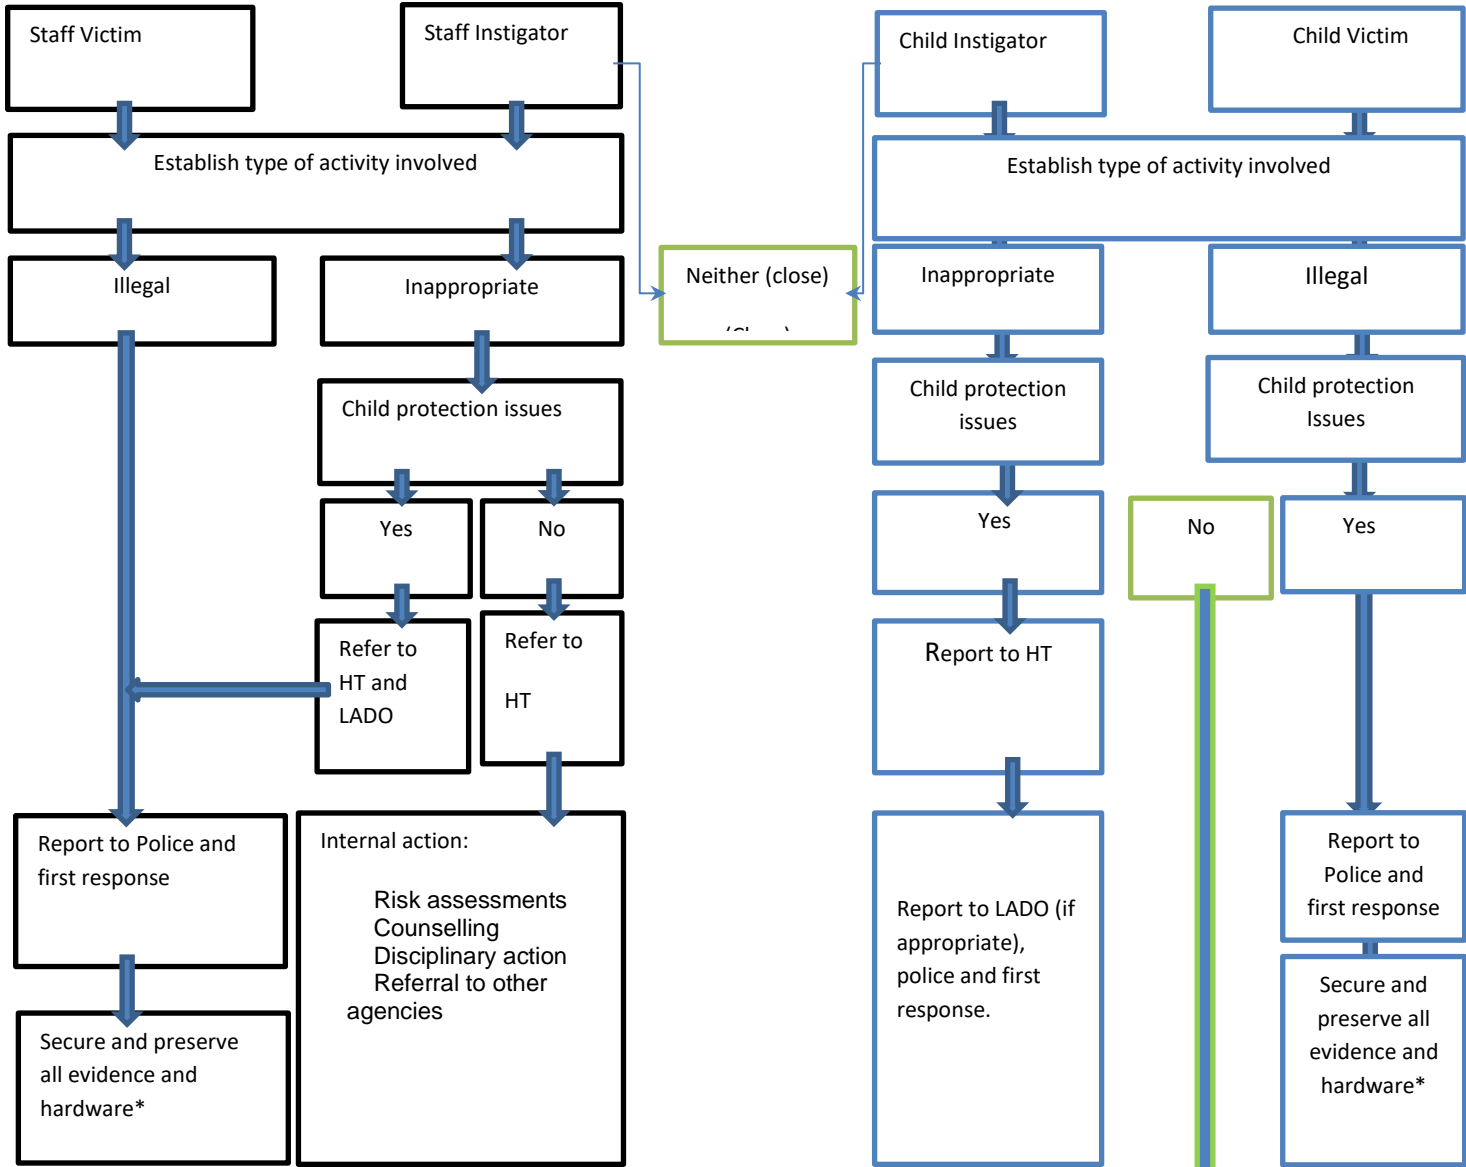 Staff Victim
Staff Instigator
Child Instigator
Child Victim
Establish type of activity involved
Establish type of activity involved
Illegal
Inappropriate
Neither (close)
Inappropriate
Illegal
Child protection issues
Child protection
issues
Child protection
Issues
Yes
No
Yes
No
Yes
Refer to
HT and
LADO
Refer to
HT
Report to HT
Report to Police and
first response
Internal action:
Risk assessments
Counselling
Disciplinary action
Referral to other
agencies
Report to LADO (if
appropriate),
police and first
response.
Report to
Police and
first response
Secure and preserve
all evidence and
hardware*
Secure and
preserve all
evidence and
hardware*